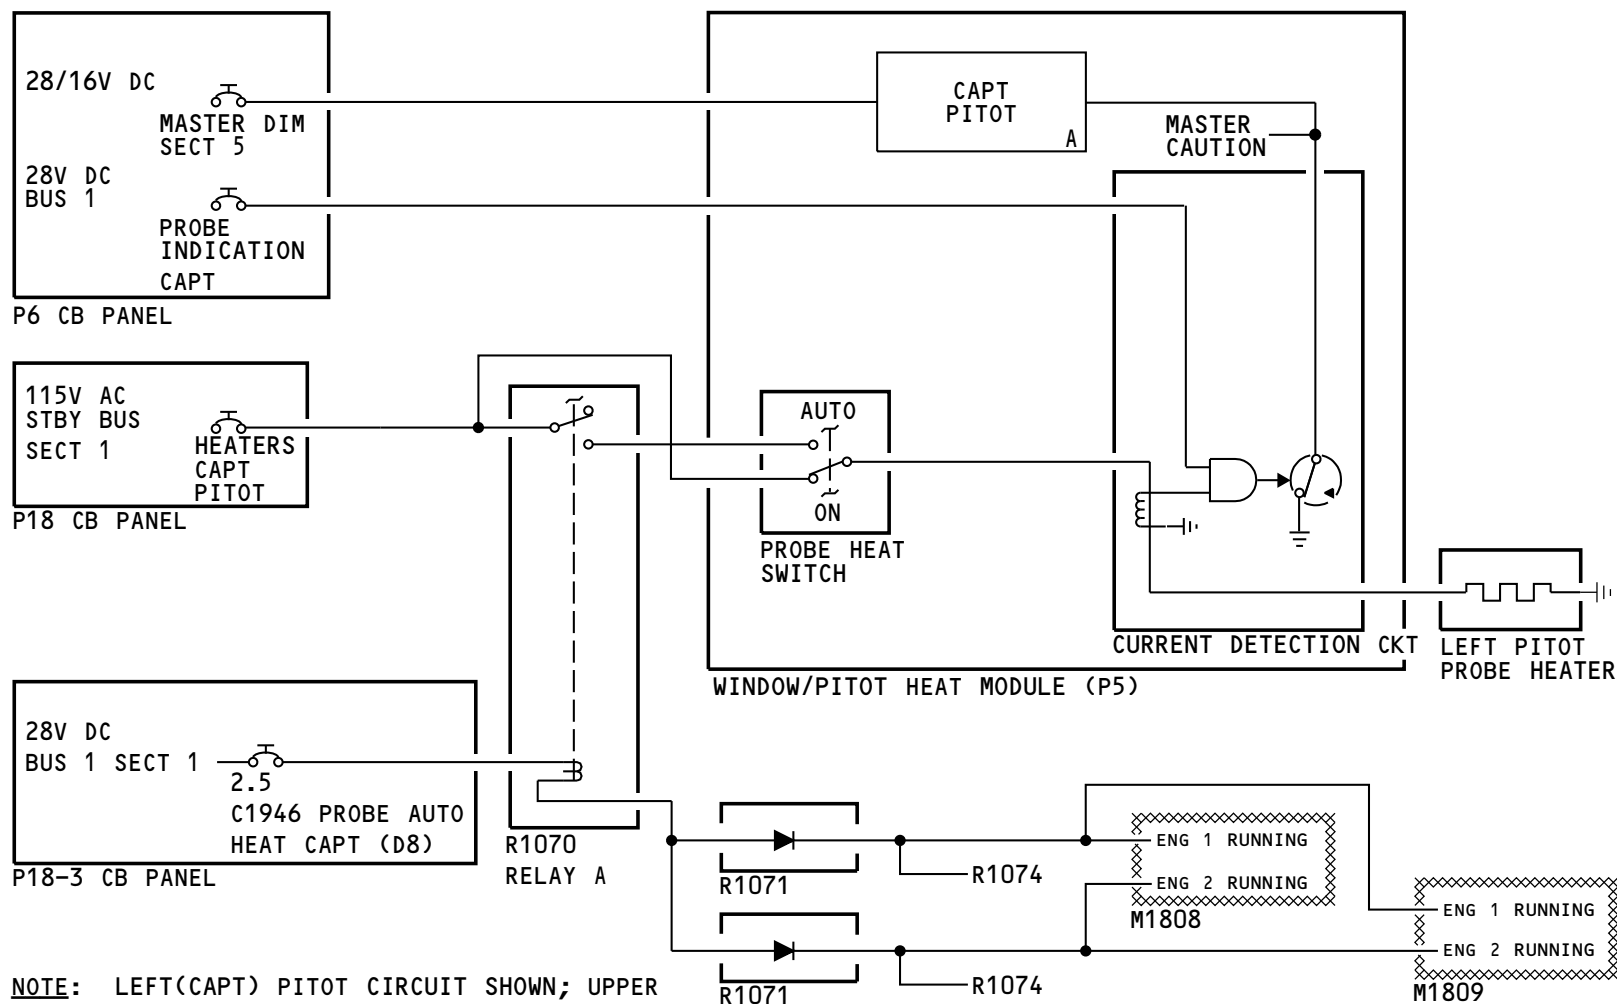 28/16V DC
MASTER DIM
SECT 5
28V DC
BUS 1
PROBE
INDICATION
CAPT
P6 CB PANEL
CAPT
PITOT
A
MASTER
CAUTION
115V AC
STBY BUS
SECT 1
HEATERS
CAPT
PITOT
P18 CB PANEL
AUTO
ON
PROBE HEAT
SWITCH
CURRENT DETECTION CKT
WINDOW/PITOT HEAT MODULE (P5)
LEFT PITOT
PROBE HEATER
28V DC
BUS 1 SECT 1
2.5
C1946 PROBE AUTO
HEAT CAPT (D8)
P18-3 CB PANEL
R1070
RELAY A
R1071
R1074
ENG 1 RUNNING
ENG 2 RUNNING
M1808
R1071
R1074
ENG 1 RUNNING
ENG 2 RUNNING
M1809
NOTE: LEFT(CAPT) PITOT CIRCUIT SHOWN; UPPER